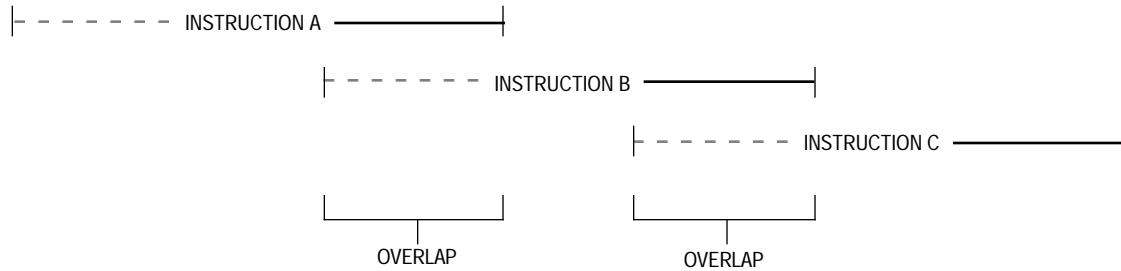 INSTRUCTION A
INSTRUCTION B
INSTRUCTION C
OVERLAP
OVERLAP